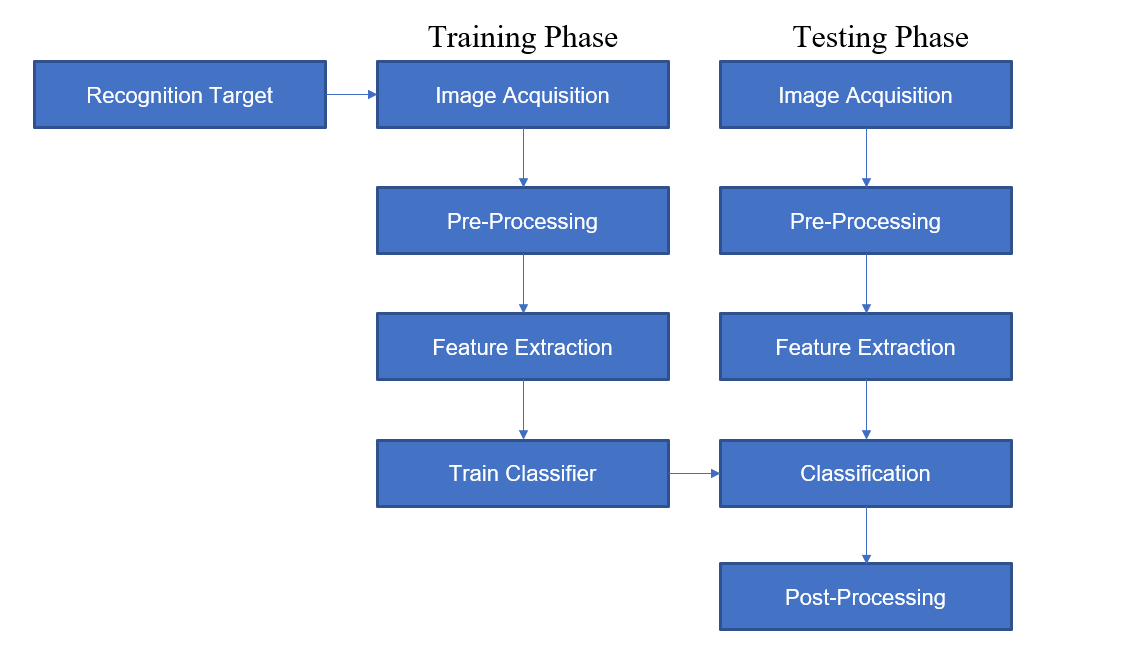 Training Phase
Testing Phase
Recognition Target
Image Acquisition
Image Acquisition
Pre-Processing
Pre-Processing
Feature Extraction
Feature Extraction
Train Classifier
Classification
Post-Processing